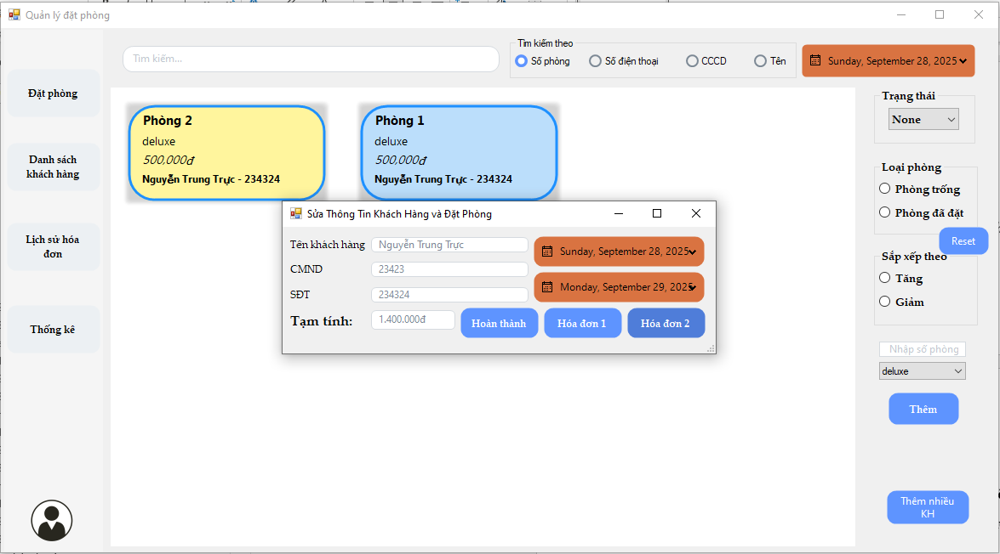 Quản lý đặt phòng
Tìm kiếm...
Tìm kiếm theo
Số phòng
Số điện thoại
CCCD
Tên
Sunday, September 28, 2025
Đặt phòng
Danh sách
khách hàng
Lịch sử hóa
đơn
Thống kê
Phòng 2
deluxe
500,000đ
Nguyễn Trung Trực - 234324
Phòng 1
deluxe
500,000đ
Nguyễn Trung Trực - 234324
Sửa Thông Tin Khách Hàng và Đặt Phòng
Tên khách hàng
Nguyễn Trung Trực
Sunday, September 28, 2025
CMND
23423
SĐT
234324
Monday, September 29, 2025
Tạm tính:
1.400.000đ
Hoàn thành
Hóa đơn 1
Hóa đơn 2
Trạng thái
None
Loại phòng
Phòng trống
Phòng đã đặt
Reset
Sắp xếp theo
Tăng
Giảm
Nhập số phòng
deluxe
Thêm
Thêm nhiều
KH